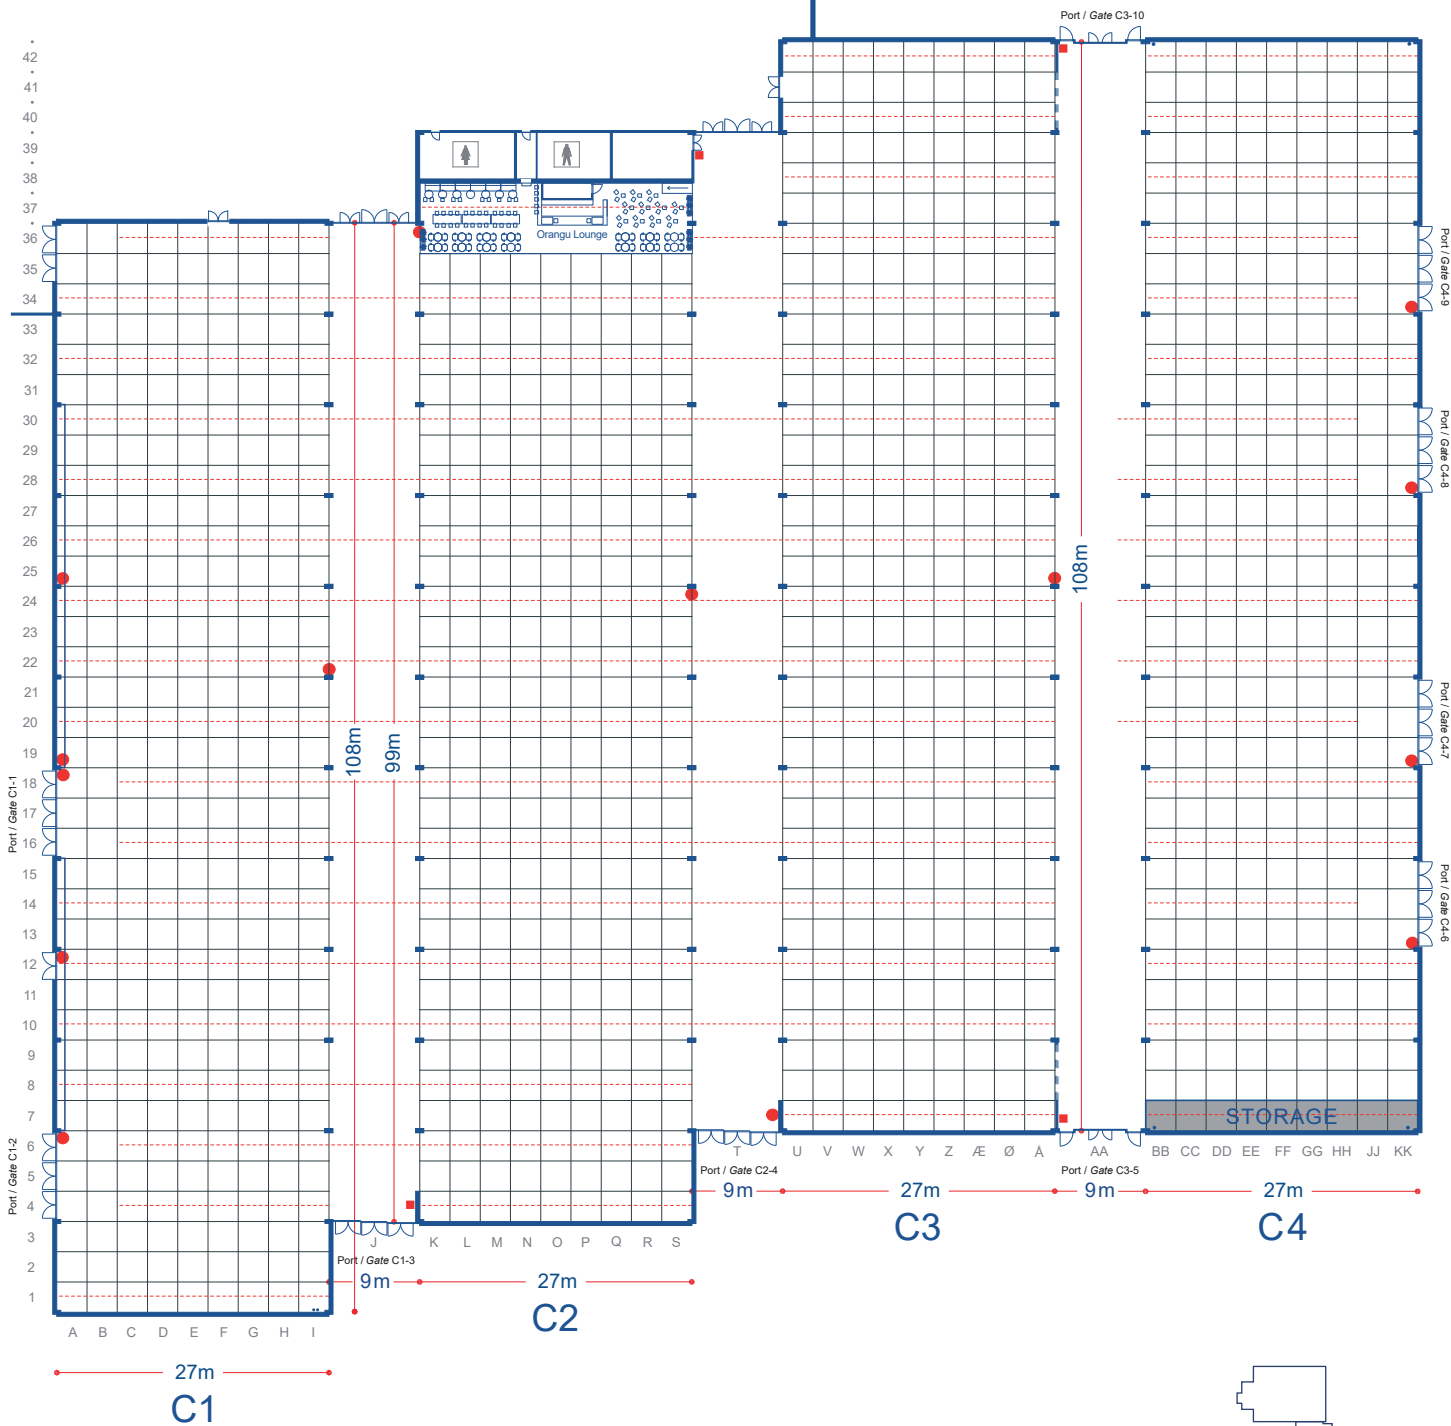 Port / Gate C3-10
42
41
40
39
38
37
36
35
34
33
32
31
30
29
28
27
26
25
24
23
22
21
20
19
18
17
16
15
14
13
12
11
10
9
8
7
6
5
4
3
2
1
Orangu Lounge
Port / Gate C4-9
Port / Gate C4-8
Port / Gate C4-7
Port / Gate C4-6
Port / Gate C1-1
Port / Gate C1-2
108m
99m
108m
STORAGE
T
U V W X Y Z Æ Ø Å
AA
BB CC DD EE FF GG HH JJ KK
Port / Gate C2-4
Port / Gate C3-5
9m
27m
9m
27m
C3
C4
J
K L M N O P Q R S
Port / Gate C1-3
9m
27m
C2
A B C D E F G H I
27m
C1